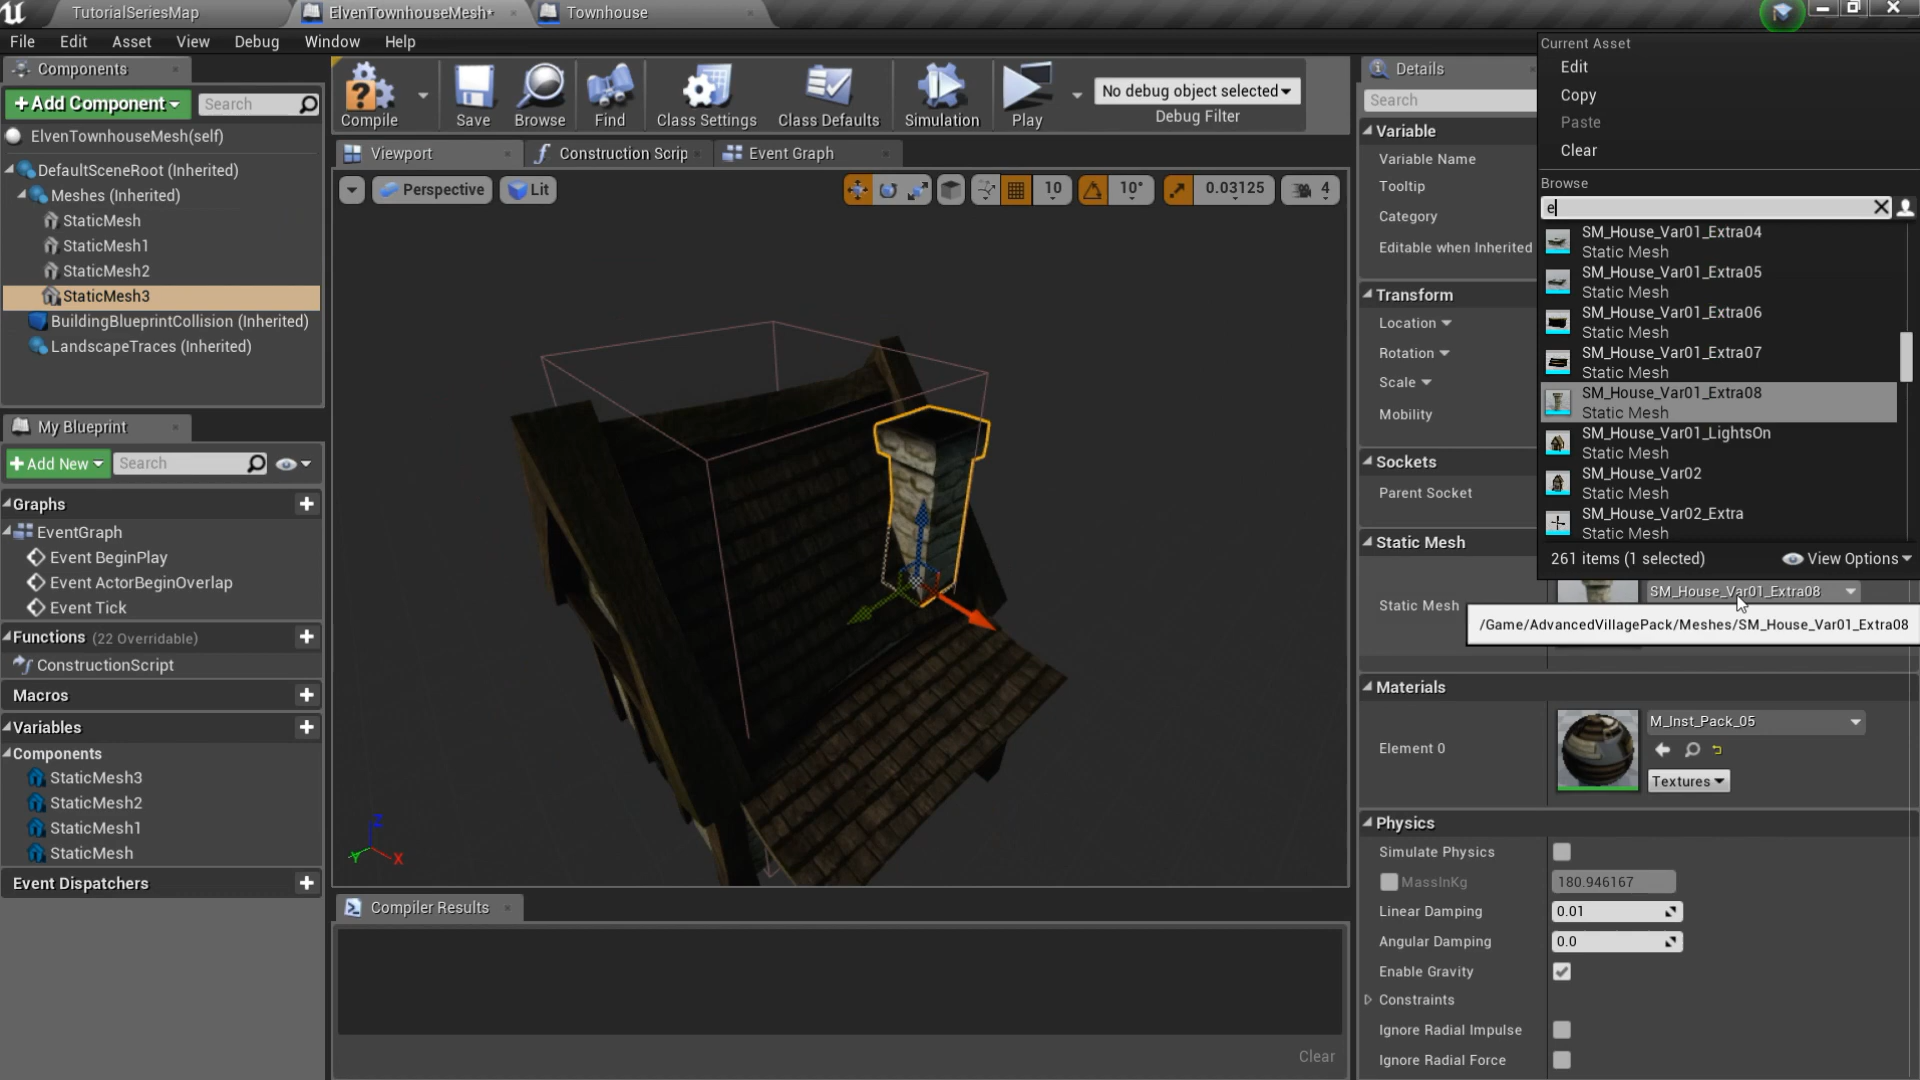 TutorialSeriesMap
ElvenTownhouseMesh*
Townhouse
File
Edit
Asset
View
Debug
Window
Help
Components
+Add Component
Search
ElvenTownhouseMesh(self)
DefaultSceneRoot (Inherited)
Meshes (Inherited)
StaticMesh
StaticMesh1
StaticMesh2
StaticMesh3
BuildingBlueprintCollision (Inherited)
LandscapeTraces (Inherited)
My Blueprint
+Add New
Search
Graphs
EventGraph
Event BeginPlay
Event ActorBeginOverlap
Event Tick
Functions (22 Overridable)
ConstructionScript
Macros
Variables
Components
StaticMesh3
StaticMesh2
StaticMesh1
StaticMesh
Event Dispatchers
Compile
Save
Browse
Find
Class Settings
Class Defaults
Simulation
Play
No debug object selected
Debug Filter
Viewport
Construction Scrip
Event Graph
Perspective
Lit
10
10°
0.03125
4
Z
Y
X
Compiler Results
Clear
Details
Search
Variable
Variable Name
Tooltip
Category
Editable when Inherited
Transform
Location
Rotation
Scale
Mobility
Sockets
Parent Socket
Static Mesh
Static Mesh
SM_House_Var01_Extra08
/Game/AdvancedVillagePack/Meshes/SM_House_Var01_Extra08
Materials
Element 0
M_Inst_Pack_05
Textures
Physics
Simulate Physics
MassInKg
180.946167
Linear Damping
0.01
Angular Damping
0.0
Enable Gravity
Constraints
Ignore Radial Impulse
Ignore Radial Force
Current Asset
Edit
Copy
Paste
Clear
Browse
e
SM_House_Var01_Extra04
Static Mesh
SM_House_Var01_Extra05
Static Mesh
SM_House_Var01_Extra06
Static Mesh
SM_House_Var01_Extra07
Static Mesh
SM_House_Var01_Extra08
Static Mesh
SM_House_Var01_LightsOn
Static Mesh
SM_House_Var02
Static Mesh
SM_House_Var02_Extra
Static Mesh
261 items (1 selected)
View Options